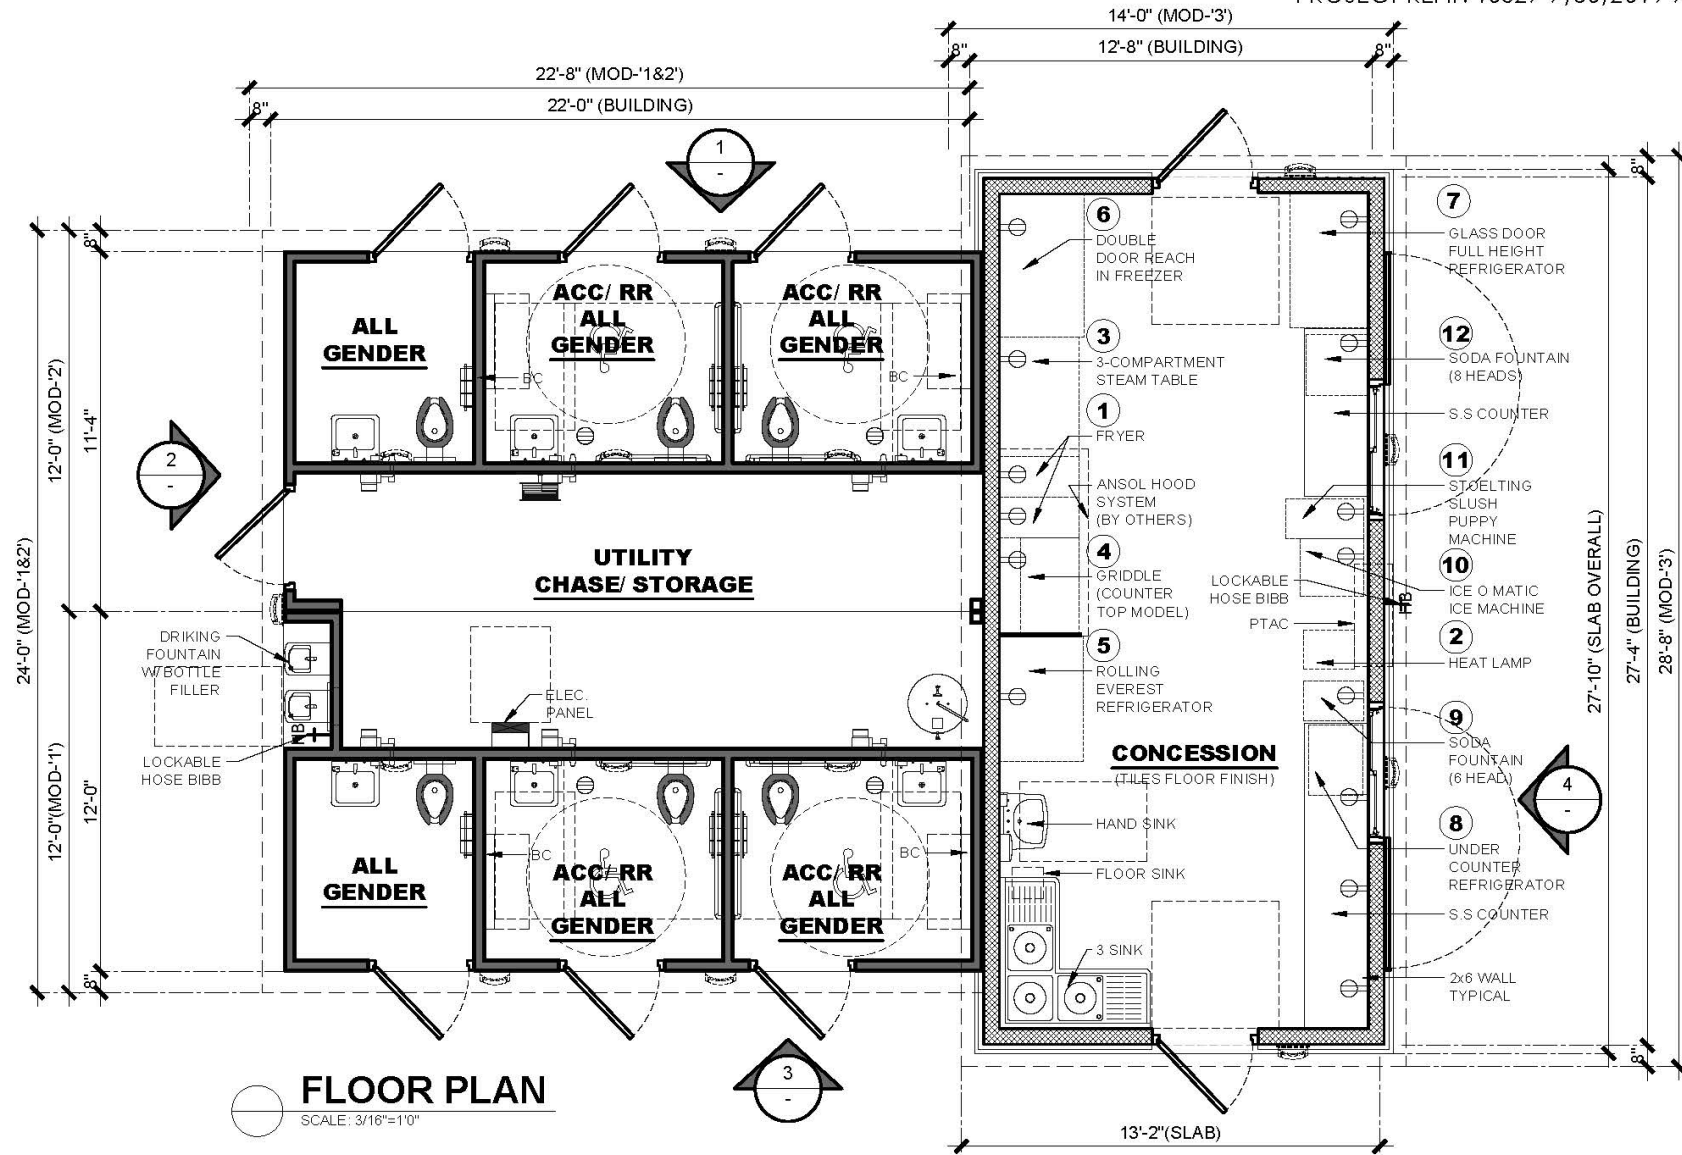 14'-0" (MOD-'3')
8"
12'-8" (BUILDING)
8"
22'-8" (MOD-'1&2')
8"
22'-0" (BUILDING)
1
-
8"
6
DOUBLE
DOOR REACH
IN FREEZER
7
GLASS DOOR
FULL HEIGHT
REFRIGERATOR
8"
ALL
GENDER
ACC/ RR
ALL
GENDER
ACC/ RR
ALL
GENDER
BC
BC
3
3-COMPARTMENT
STEAM TABLE
12
SODA FOUNTAIN
(8 HEADS)
12'-0" (MOD-'2')
11'-4"
1
FRYER
S.S COUNTER
2
-
ANSOL HOOD
SYSTEM
(BY OTHERS)
11
STOELTING
SLUSH
PUPPY
MACHINE
UTILITY
CHASE/ STORAGE
4
GRIDDLE
(COUNTER
TOP MODEL)
LOCKABLE
HOSE BIBB
HB
10
ICE O MATIC
ICE MACHINE
24'-0" (MOD-'1&2')
27'-10" (SLAB OVERALL)
27'-4" (BUILDING)
28'-8" (MOD-'3')
PTAC
DRIKING
FOUNTAIN
W/BOTTLE
FILLER
5
ROLLING
EVEREST
REFRIGERATOR
2
HEAT LAMP
ELEC.
PANEL
HB
LOCKABLE
HOSE BIBB
9
SODA
FOUNTAIN
(6 HEAD,)
CONCESSION
(TILES FLOOR FINISH)
4
-
12'-0"(MOD-'1')
12'-0"
HAND SINK
8
UNDER
COUNTER
REFRIGERATOR
ALL
GENDER
BC
ACC/ RR
ALL
GENDER
ACC/ RR
ALL
GENDER
BC
FLOOR SINK
S.S COUNTER
3 SINK
2x6 WALL
TYPICAL
8"
8"
3
-
FLOOR PLAN
SCALE: 3/16"=1'0"
13'-2"(SLAB)